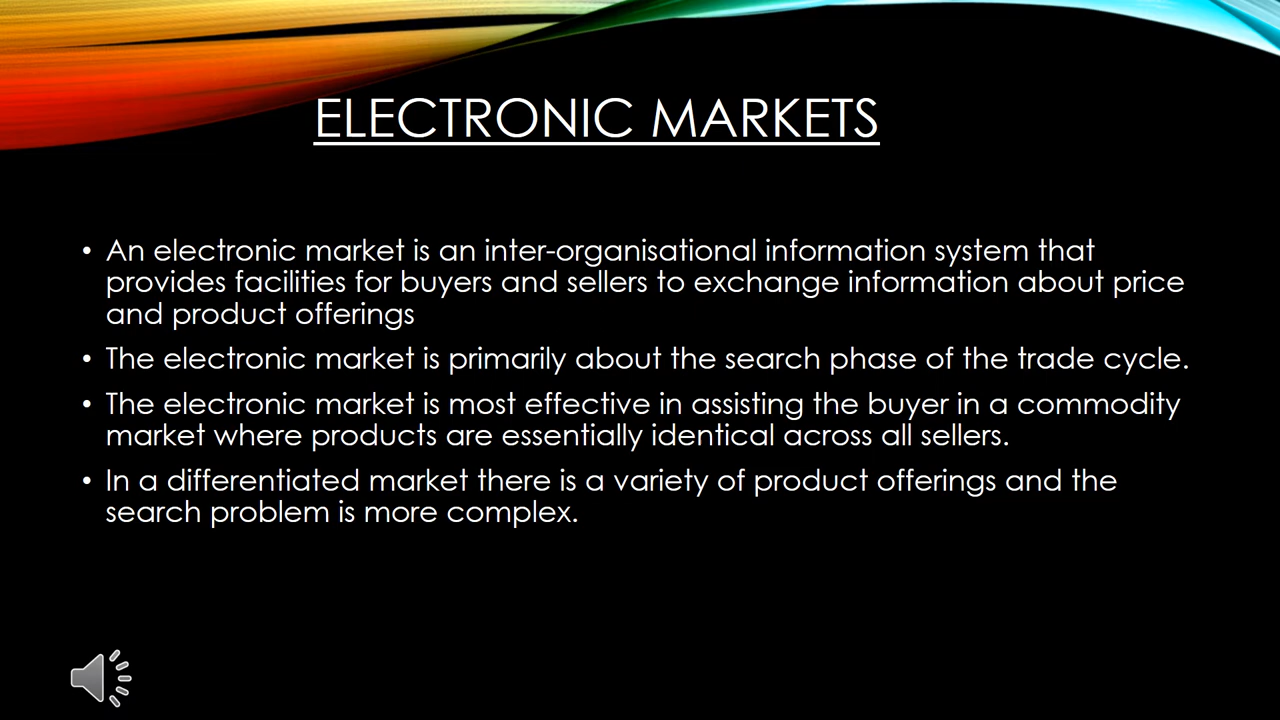 ELECTRONIC MARKETS
• An electronic market is an inter-organisational information system that
provides facilities for buyers and sellers to exchange information about price
and product offerings
• The electronic market is primarily about the search phase of the trade cycle.
• The electronic market is most effective in assisting the buyer in a commodity
market where products are essentially identical across all sellers.
• In a differentiated market there is a variety of product offerings and the
search problem is more complex.